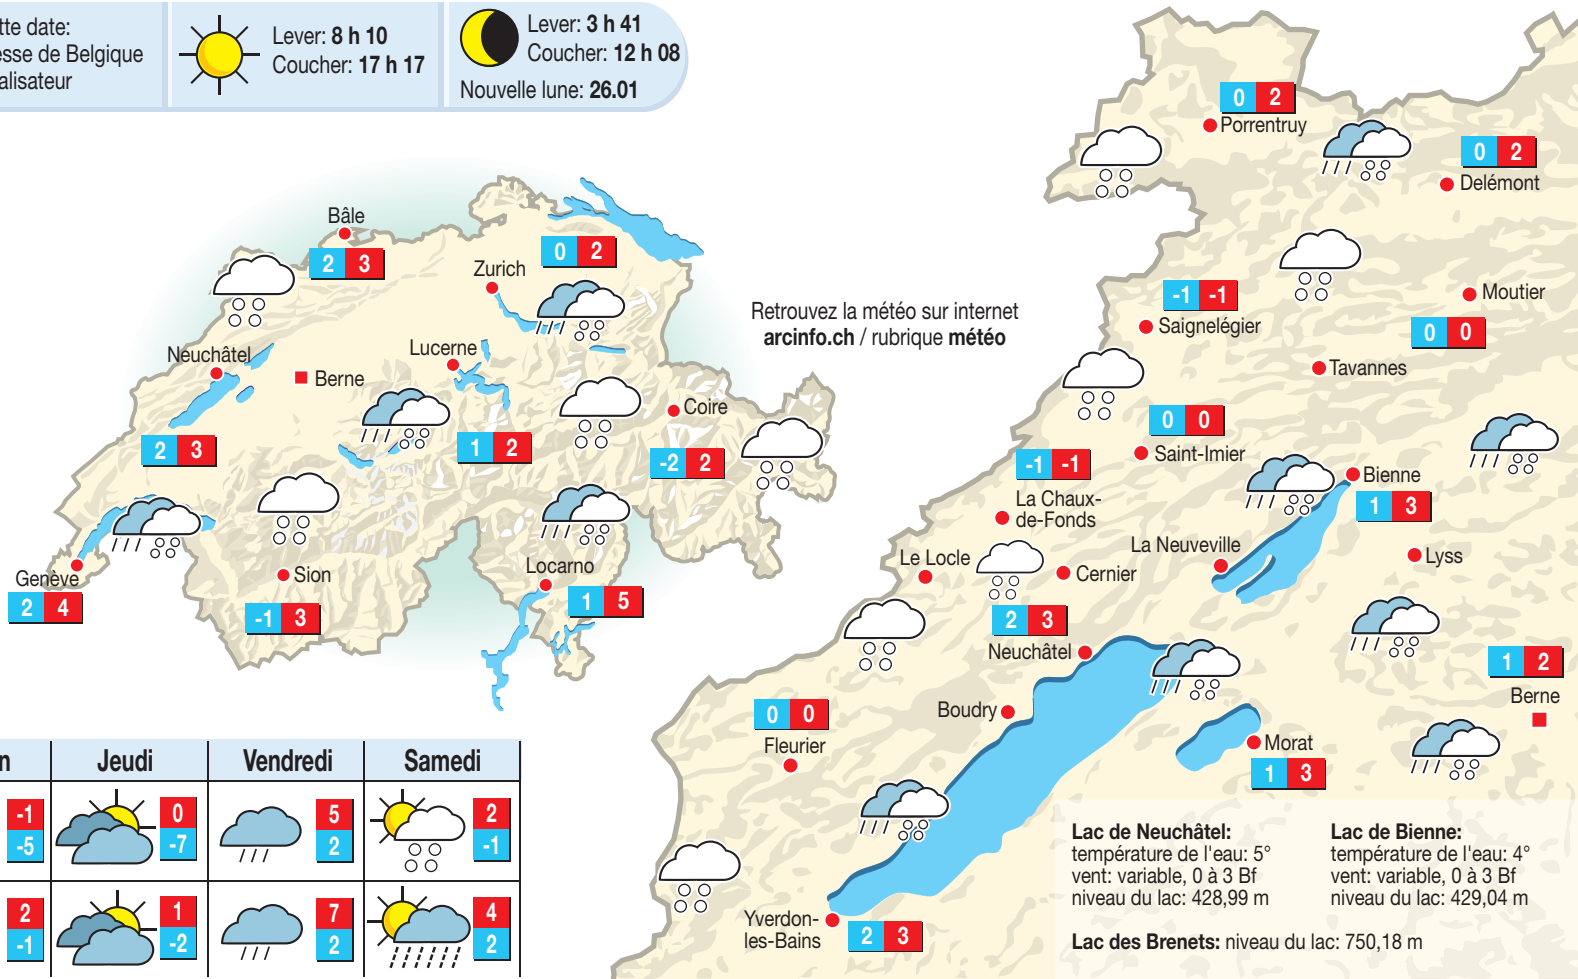 tte date:
esse de Belgique
alisateur
Lever: 8 h 10
Coucher: 17 h 17
Lever: 3 h 41
Coucher: 12 h 08
Nouvelle lune: 26.01
Bâle
2 3
Zurich
0 2
Neuchâtel
2 3
Berne
Lucerne
1 2
Coire
-2 2
Genève
2 4
Sion
-1 3
Locarno
1 5
Retrouvez la météo sur internet
arcinfo.ch / rubrique météo
0 2
Porrentruy
0 2
Delémont
-1 -1
Saignelégier
Moutier
0 0
Tavannes
0 0
Saint-Imier
-1 -1
La Chaux-
de-Fonds
Bienne
1 3
Le Locle
Cernier
La Neuveville
Lyss
2 3
Neuchâtel
1 2
Berne
Boudry
0 0
Fleurier
Morat
1 3
Yverdon-
les-Bains
2 3
n
Jeudi
Vendredi
Samedi
-1
-5
0
-7
5
2
2
-1
2
-1
1
-2
7
2
4
2
Lac de Neuchâtel:
température de l'eau: 5°
vent: variable, 0 à 3 Bf
niveau du lac: 428,99 m
Lac de Bienne:
température de l'eau: 4°
vent: variable, 0 à 3 Bf
niveau du lac: 429,04 m
Lac des Brenets: niveau du lac: 750,18 m